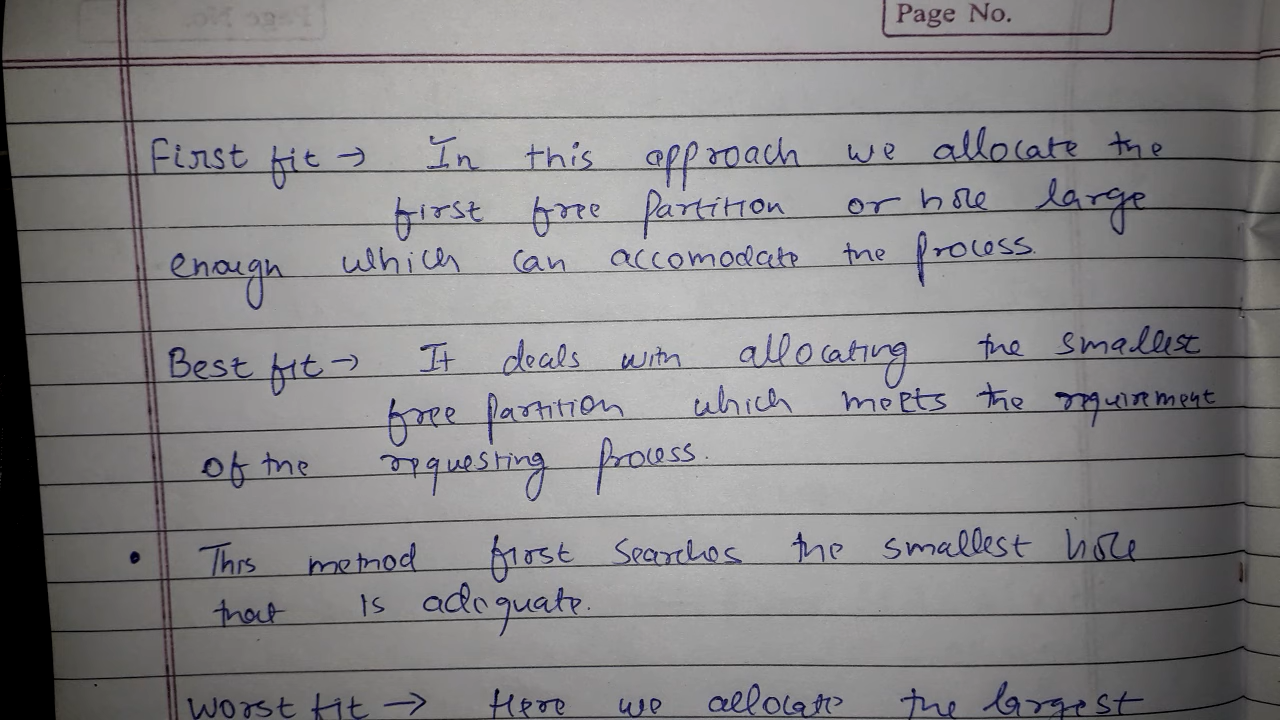 Page No.
First fit → In this approach we allocate the
first free partition or hole large
enough which can accomodate the process.
Best fit → It deals with allocating the smallest
free partition which meets the requirement
of the requesting process.
• This method first searches the smallest hole
that is adequate.
Worst fit → Here we allocate the largest